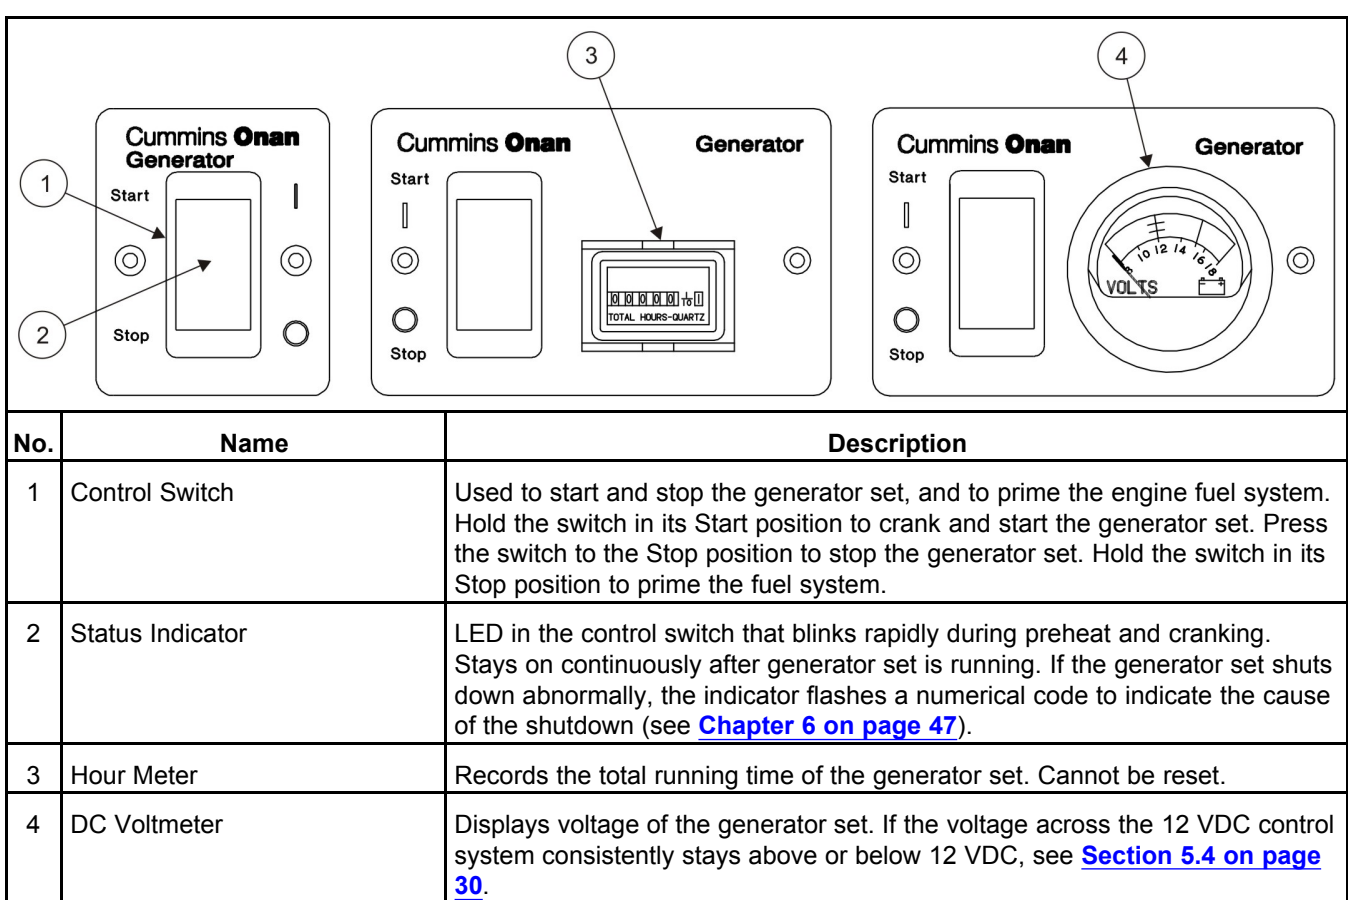 3
4
Cummins Onan
Generator
1
Start
2
Stop
Cummins Onan Generator
Start
0 0 0 0 0 1/10 1
TOTAL HOURS-QUARTZ
Stop
Cummins Onan Generator
Start
8 10 12 14 16 18
VOLTS
- +
Stop
No. Name Description
1 Control Switch Used to start and stop the generator set, and to prime the engine fuel system.
Hold the switch in its Start position to crank and start the generator set. Press
the switch to the Stop position to stop the generator set. Hold the switch in its
Stop position to prime the fuel system.
2 Status Indicator LED in the control switch that blinks rapidly during preheat and cranking.
Stays on continuously after generator set is running. If the generator set shuts
down abnormally, the indicator flashes a numerical code to indicate the cause
of the shutdown (see Chapter 6 on page 47).
3 Hour Meter Records the total running time of the generator set. Cannot be reset.
4 DC Voltmeter Displays voltage of the generator set. If the voltage across the 12 VDC control
system consistently stays above or below 12 VDC, see Section 5.4 on page
30.